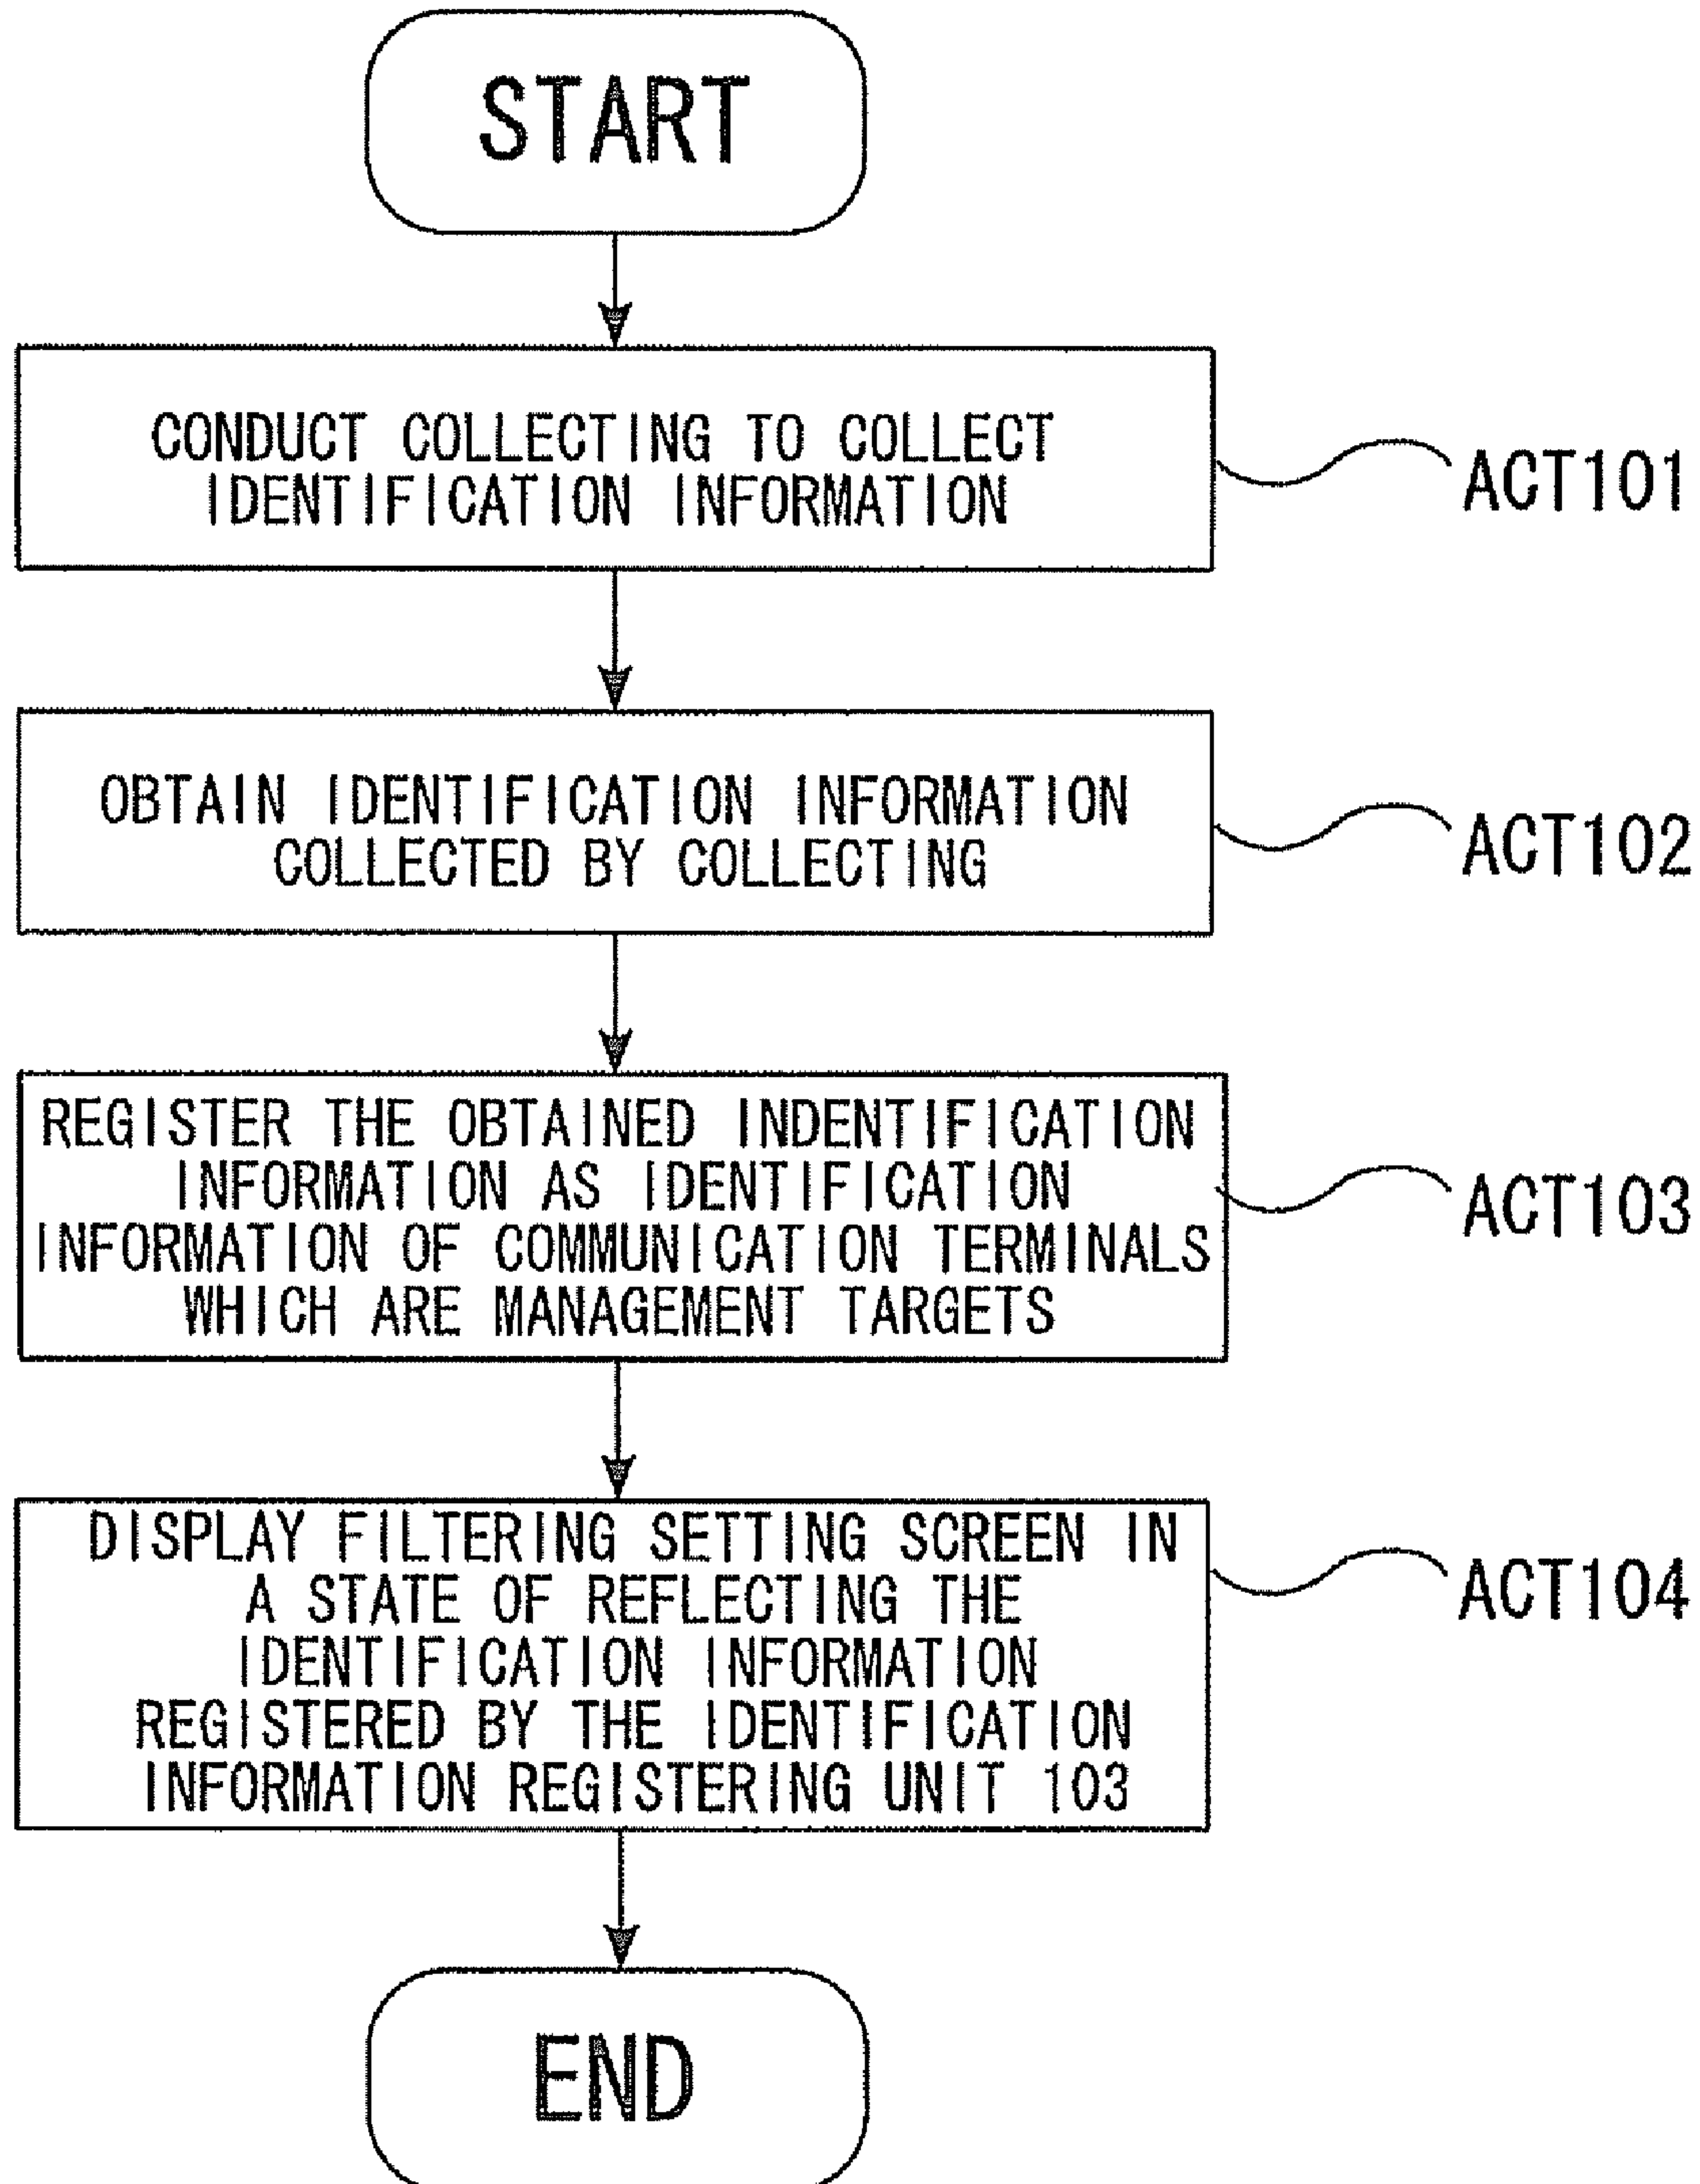 START
CONDUCT COLLECTING TO COLLECT
IDENTIFICATION INFORMATION
ACT101
OBTAIN IDENTIFICATION INFORMATION
COLLECTED BY COLLECTING
ACT102
REGISTER THE OBTAINED INDENTIFICATION
INFORMATION AS IDENTIFICATION
INFORMATION OF COMMUNICATION TERMINALS
WHICH ARE MANAGEMENT TARGETS
ACT103
DISPLAY FILTERING SETTING SCREEN IN
A STATE OF REFLECTING THE
IDENTIFICATION INFORMATION
REGISTERED BY THE IDENTIFICATION
INFORMATION REGISTERING UNIT 103
ACT104
END